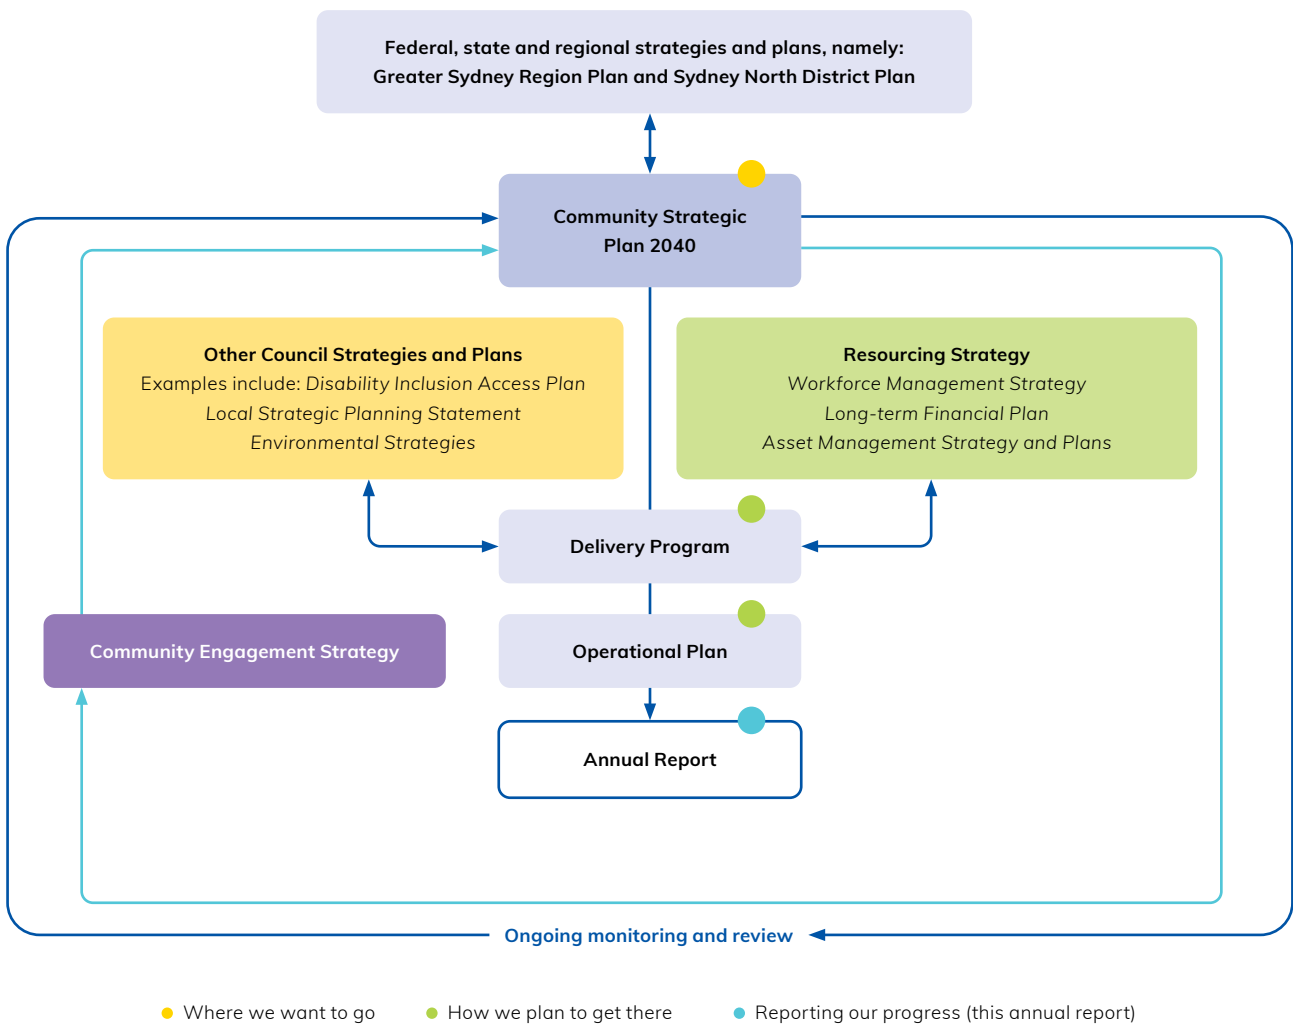 Federal, state and regional strategies and plans, namely:
Greater Sydney Region Plan and Sydney North District Plan
Community Strategic
Plan 2040
Other Council Strategies and Plans
Examples include: Disability Inclusion Access Plan
Local Strategic Planning Statement
Environmental Strategies
Resourcing Strategy
Workforce Management Strategy
Long-term Financial Plan
Asset Management Strategy and Plans
Delivery Program
Community Engagement Strategy
Operational Plan
Annual Report
Ongoing monitoring and review
Where we want to go
How we plan to get there
Reporting our progress (this annual report)